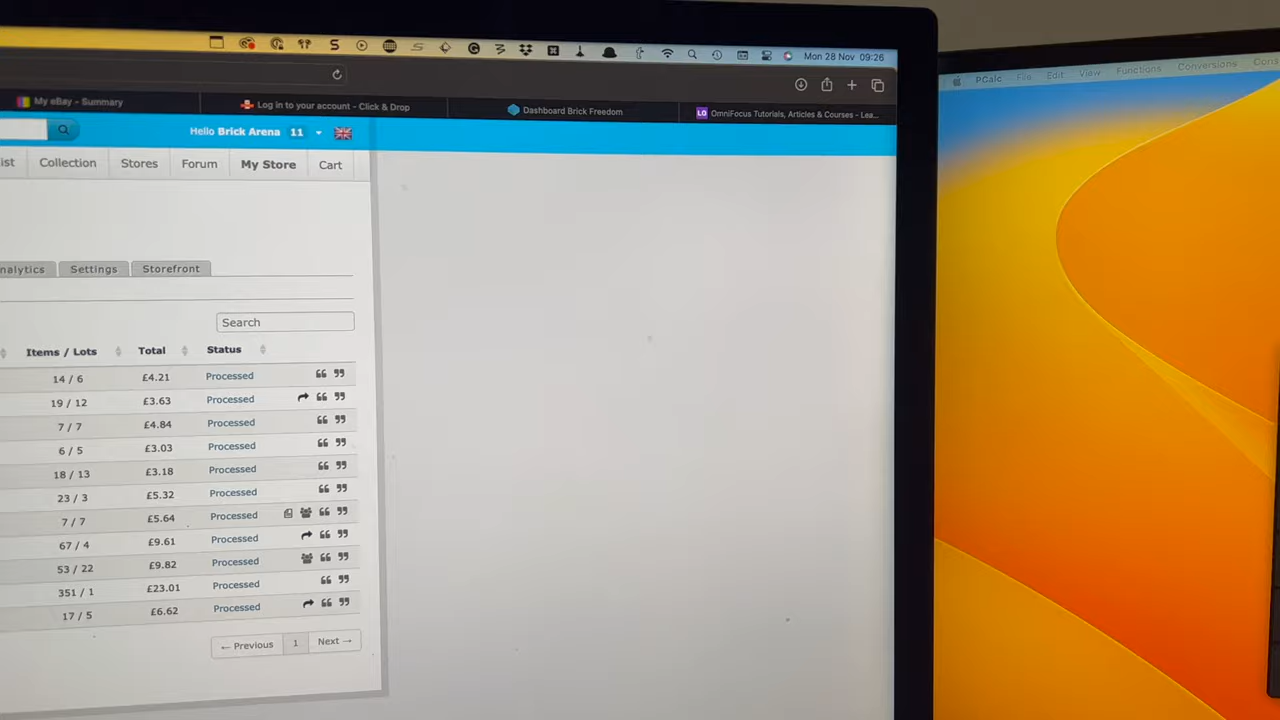 Mon 28 Nov 09:26
PCalc File Edit View Functions Conversions
My eBay - Summary
Log in to your account - Click & Drop
Dashboard Brick Freedom
LG OmniFocus Tutorials, Articles & Courses - Lea...
Hello Brick Arena 11
ist Collection Stores Forum My Store Cart
nalytics Settings Storefront
Search
Items / Lots Total Status
14 / 6 £4.21 Processed
19 / 12 £3.63 Processed
7 / 7 £4.84 Processed
6 / 5 £3.03 Processed
18 / 13 £3.18 Processed
23 / 3 £5.32 Processed
7 / 7 £5.64 Processed
67 / 4 £9.61 Processed
53 / 22 £9.82 Processed
351 / 1 £23.01 Processed
17 / 5 £6.62 Processed
← Previous 1 Next →